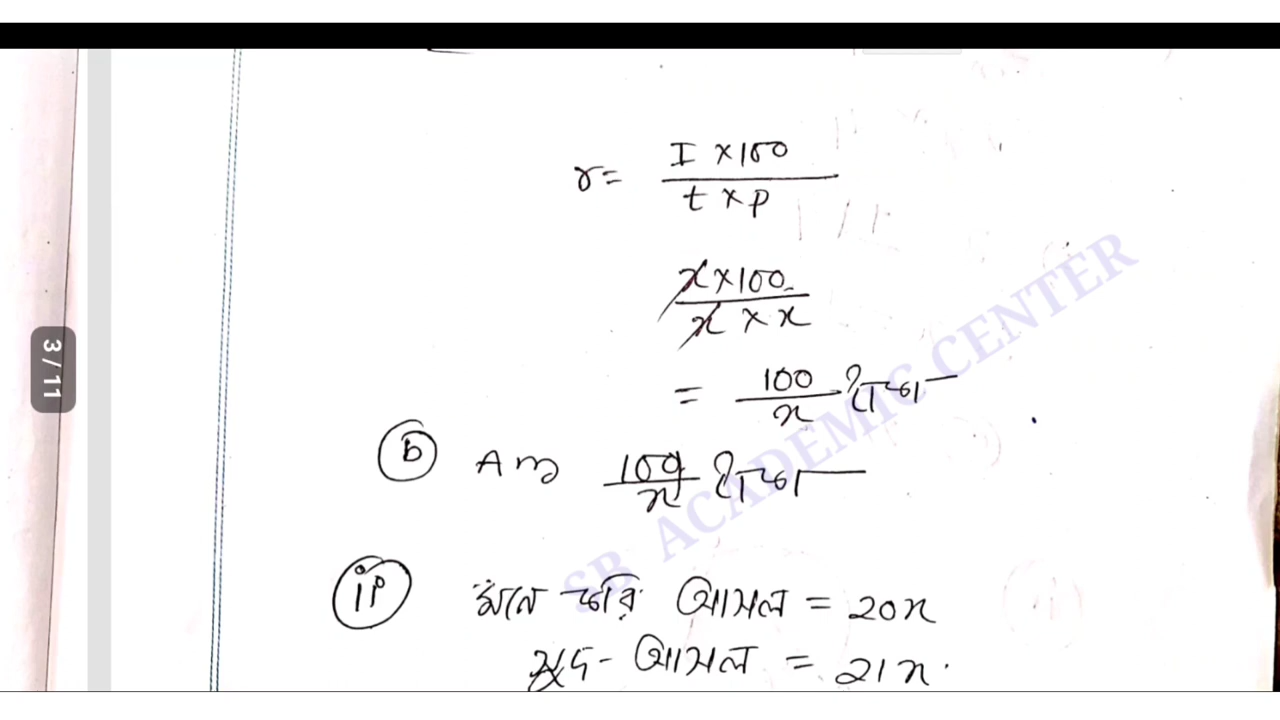 r = I × 100 / t × p
x × 100 / x × x
= 100 / x টাকা
b Ans 100 / x টাকা
ii মনে করি আসল = 20x
সুদ - আসল = 21x.
SB ACADEMIC CENTER
3 / 11